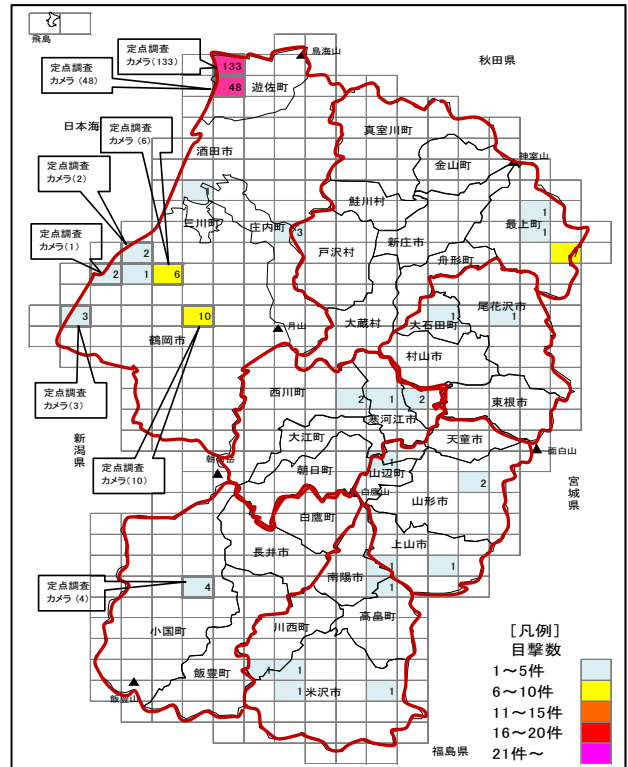 飛島
定点調査
カメラ(133)
定点調査
カメラ(48)
鳥海山
秋田県
133
48
遊佐町
日本海
定点調査
カメラ(6)
真室川町
酒田市
金山町
神室山
定点調査
カメラ(2)
1
鮭川村
三川町
庄内町
3
最上町
1
1
戸沢村
新庄市
定点調査
カメラ(1)
2
舟形町
7
2
1
6
3
10
大蔵村
大石田町
1
尾花沢市
1
月山
鶴岡市
村山市
定点調査
カメラ(3)
西川町
2
1
2
東根市
寒河江市
新潟県
大江町
天童市
面白山
定点調査
カメラ(10)
朝日町
山辺町
1
2
宮城県
白鷹山
山形市
白鷹町
上山市
長井市
南陽市
1
1
定点調査
カメラ(4)
4
1
高畠町
小国町
川西町
[凡例]
目撃数
飯豊町
1
1
1~5件
飯豊山
1
米沢市
1
6~10件
11~15件
16~20件
福島県
21件~